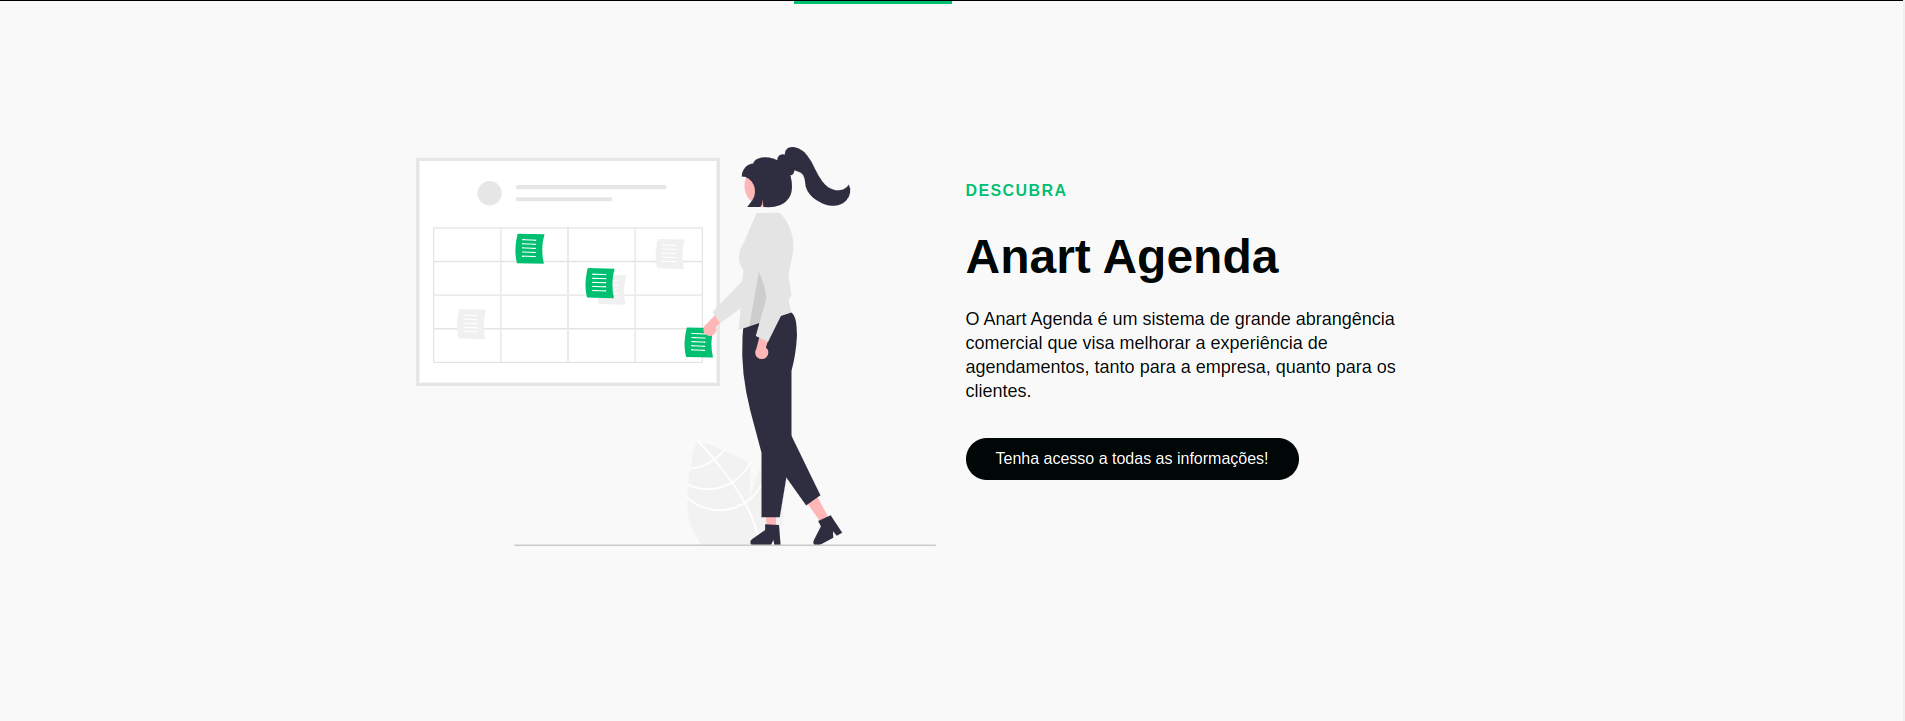 DESCUBRA
Anart Agenda
O Anart Agenda é um sistema de grande abrangência
comercial que visa melhorar a experiência de
agendamentos, tanto para a empresa, quanto para os
clientes.
Tenha acesso a todas as informações!